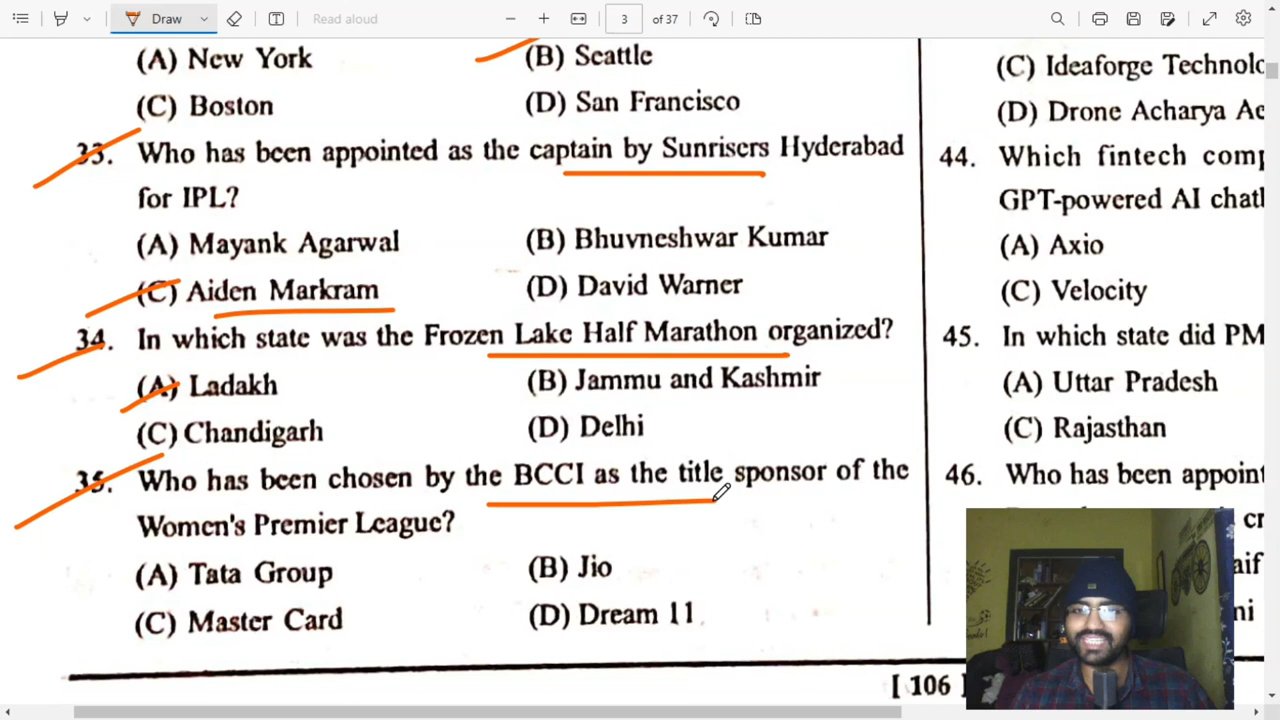 Draw
Read aloud
3 of 37
(A) New York (B) Seattle
(C) Boston (D) San Francisco
33. Who has been appointed as the captain by Sunrisers Hyderabad
for IPL?
(A) Mayank Agarwal (B) Bhuvneshwar Kumar
(C) Aiden Markram (D) David Warner
34. In which state was the Frozen Lake Half Marathon organized?
(A) Ladakh (B) Jammu and Kashmir
(C) Chandigarh (D) Delhi
35. Who has been chosen by the BCCI as the title sponsor of the
Women's Premier League?
(A) Tata Group (B) Jio
(C) Master Card (D) Dream 11
[ 106 ]
(C) Ideaforge Technolo
(D) Drone Acharya Ae
44. Which fintech comp
GPT-powered AI chatl
(A) Axio
(C) Velocity
45. In which state did PM
(A) Uttar Pradesh
(C) Rajasthan
46. Who has been appoint